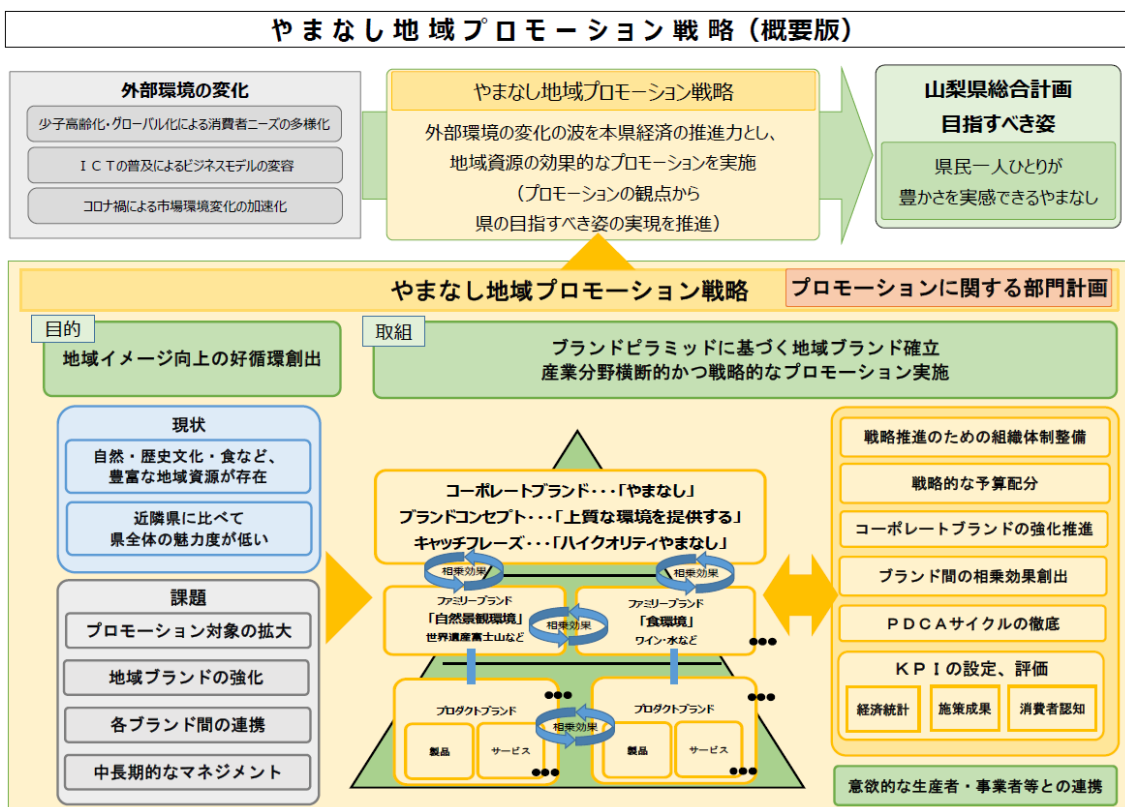 やまなし地域プロモーション戦略（概要版）
外部環境の変化
少子高齢化・グローバル化による消費者ニーズの多様化
ＩＣＴの普及によるビジネスモデルの変容
コロナ禍による市場環境変化の加速化
やまなし地域プロモーション戦略
外部環境の変化の波を本県経済の推進力とし、
地域資源の効果的なプロモーションを実施
（プロモーションの観点から
県の目指すべき姿の実現を推進）
山梨県総合計画
目指すべき姿
県民一人ひとりが
豊かさを実感できるやまなし
やまなし地域プロモーション戦略
プロモーションに関する部門計画
目的
地域イメージ向上の好循環創出
取組
ブランドピラミッドに基づく地域ブランド確立
産業分野横断的かつ戦略的なプロモーション実施
現状
自然・歴史文化・食など、
豊富な地域資源が存在
近隣県に比べて
県全体の魅力度が低い
課題
プロモーション対象の拡大
地域ブランドの強化
各ブランド間の連携
中長期的なマネジメント
コーポレートブランド・・・「やまなし」
ブランドコンセプト・・・「上質な環境を提供する」
キャッチフレーズ・・・「ハイクオリティやまなし」
相乗効果
相乗効果
ファミリーブランド
「自然景観環境」
世界遺産富士山など
相乗効果
ファミリーブランド
「食環境」
ワイン・水など
●●●
プロダクトブランド
●●●
製品
サービス
●●●
相乗効果
プロダクトブランド
●●●
製品
サービス
●●●
戦略推進のための組織体制整備
戦略的な予算配分
コーポレートブランドの強化推進
ブランド間の相乗効果創出
ＰＤＣＡサイクルの徹底
ＫＰＩの設定、評価
経済統計
施策成果
消費者認知
意欲的な生産者・事業者等との連携